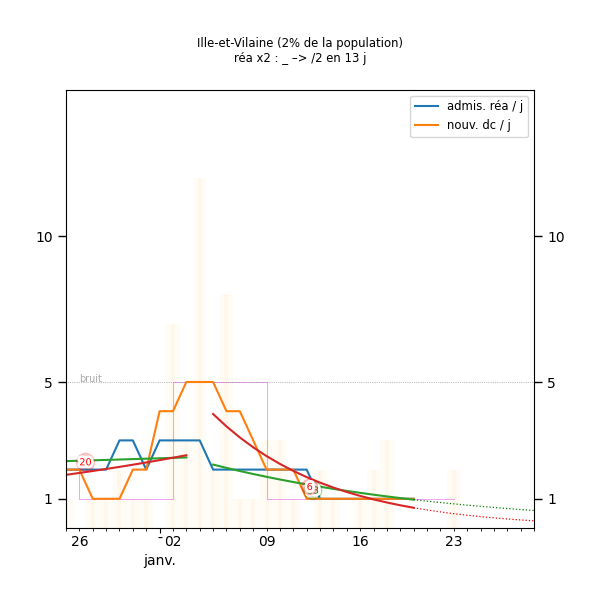 Ille-et-Vilaine (2% de la population)
réa x2 : _ –> /2 en 13 j
admis. réa / j
nouv. dc / j
10
10
bruit
5
5
20
6
1
1
26
02
09
16
23
janv.